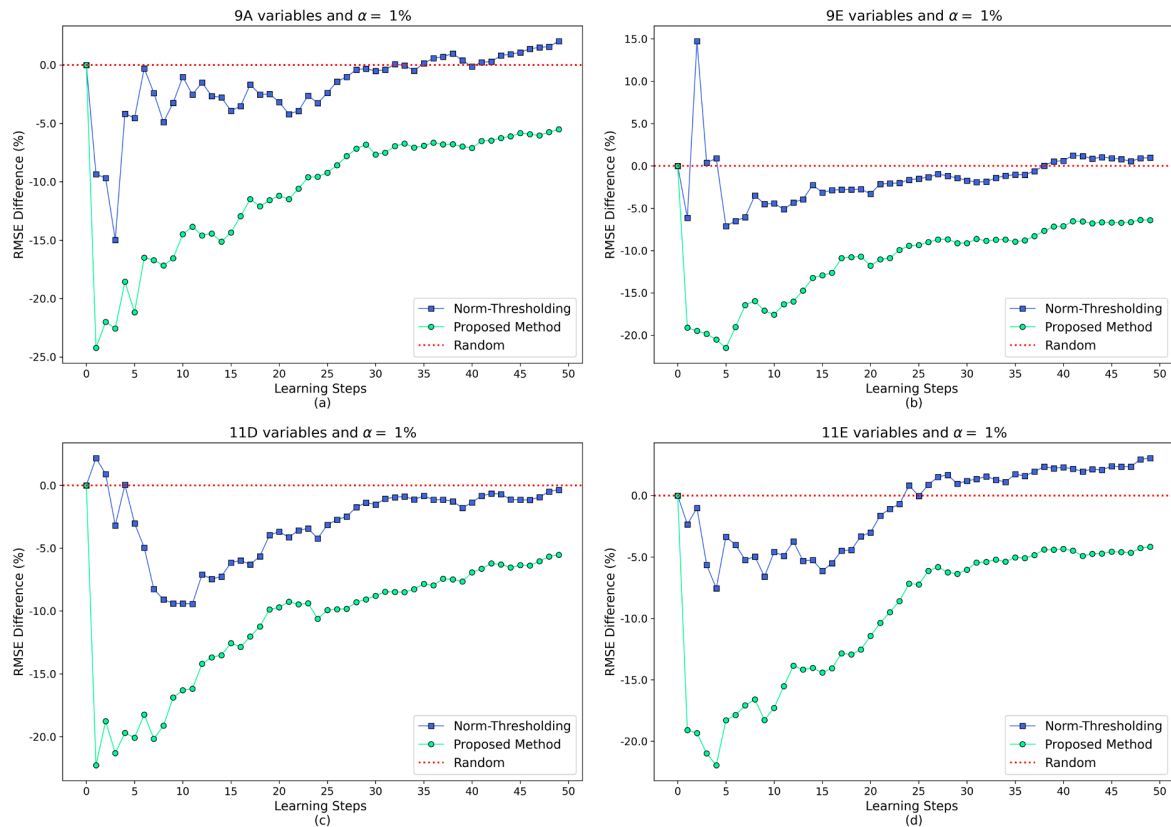 9A variables and α = 1%
0.0
-5.0
-10.0
-15.0
-20.0
-25.0
RMSE Difference (%)
Norm-Thresholding
Proposed Method
Random
0 5 10 15 20 25 30 35 40 45 50
Learning Steps
(a)
9E variables and α = 1%
15.0
10.0
5.0
0.0
-5.0
-10.0
-15.0
-20.0
RMSE Difference (%)
Norm-Thresholding
Proposed Method
Random
0 5 10 15 20 25 30 35 40 45 50
Learning Steps
(b)
11D variables and α = 1%
0.0
-5.0
-10.0
-15.0
-20.0
RMSE Difference (%)
Norm-Thresholding
Proposed Method
Random
0 5 10 15 20 25 30 35 40 45 50
Learning Steps
(c)
11E variables and α = 1%
0.0
-5.0
-10.0
-15.0
-20.0
RMSE Difference (%)
Norm-Thresholding
Proposed Method
Random
0 5 10 15 20 25 30 35 40 45 50
Learning Steps
(d)